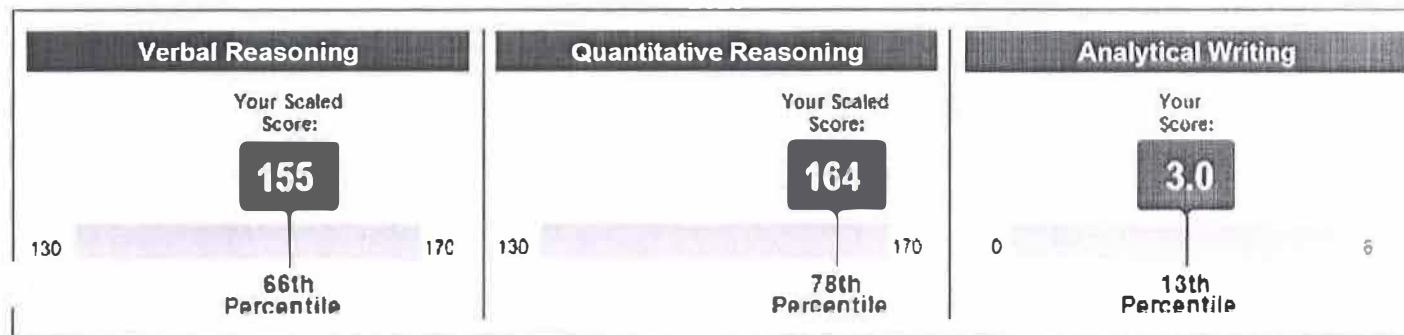 Verbal Reasoning
Your Scaled
Score:
155
130
170
66th
Percentile
Quantitative Reasoning
Your Scaled
Score:
164
130
170
78th
Percentile
Analytical Writing
Your
Score:
3.0
0
6
13th
Percentile